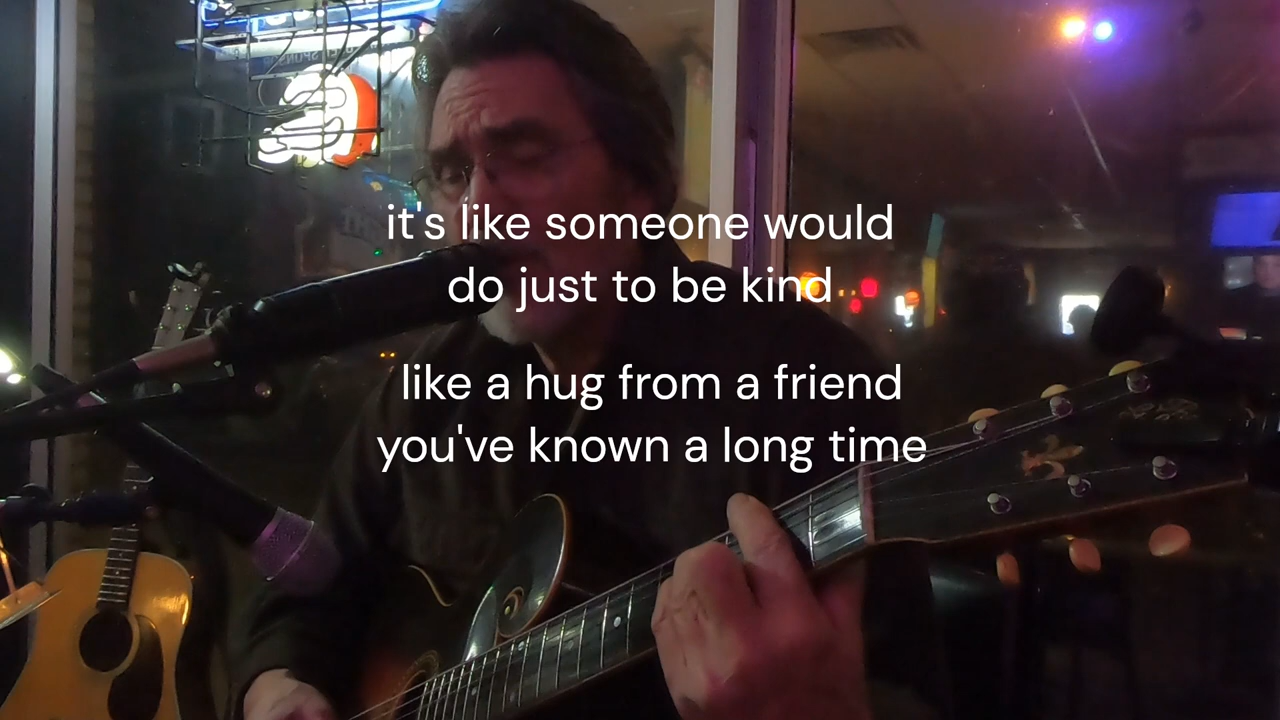 it's like someone would
do just to be kind
like a hug from a friend
you've known a long time